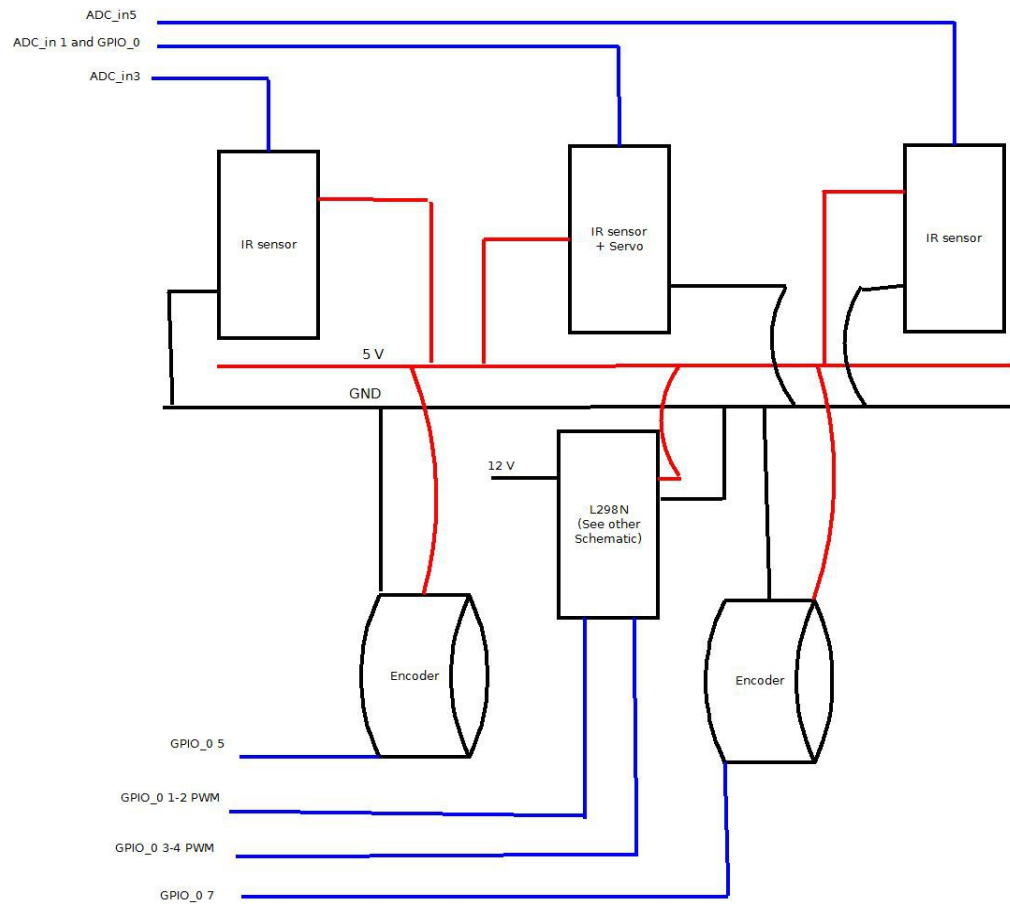 ADC_in5
ADC_in 1 and GPIO_0
ADC_in3
IR sensor
IR sensor
+ Servo
IR sensor
5 V
GND
12 V
L298N
(See other
Schematic)
Encoder
Encoder
GPIO_0 5
GPIO_0 1-2 PWM
GPIO_0 3-4 PWM
GPIO_0 7